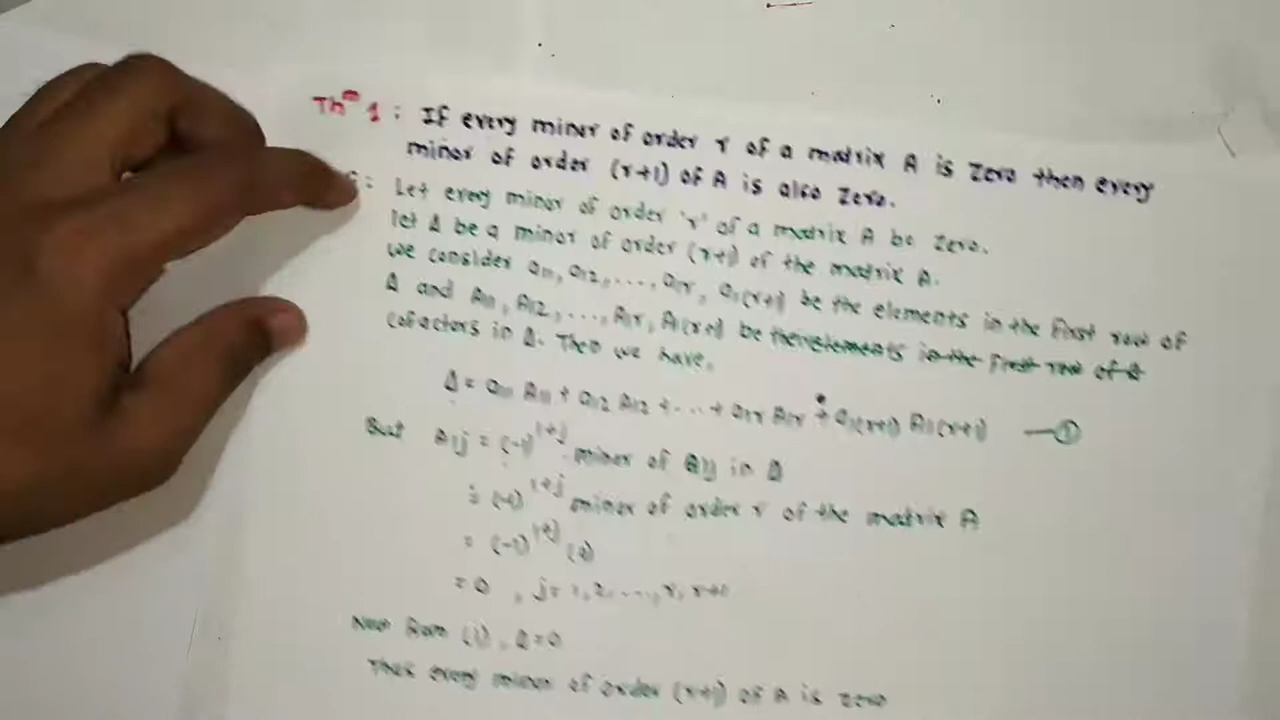 Thm 1 : If every minor of order r of a matrix A is zero then every
minor of order (r+1) of A is also zero.
Let every minor of order 'r' of a matrix A be zero.
let Δ be a minor of order (r+1) of the matrix A.
we consider a11, a12, ...., a1r, a1(r+1) be the elements in the first row of
Δ and A11, A12, ...., A1r, A1(r+1) be their elements in the first row of Δ
cofactors in Δ. Then we have,
Δ = a11 A11 + a12 A12 + ... + a1r A1r + a1(r+1) A1(r+1) —①
But A1j = (-1)^1+j minor of a1j in Δ
= (-1)^1+j minor of order r of the matrix A
= (-1)^1+j (0)
= 0 , j = 1, 2, ...., r, r+1
Now from (1), Δ=0
Thus every minor of order (r+1) of A is zero